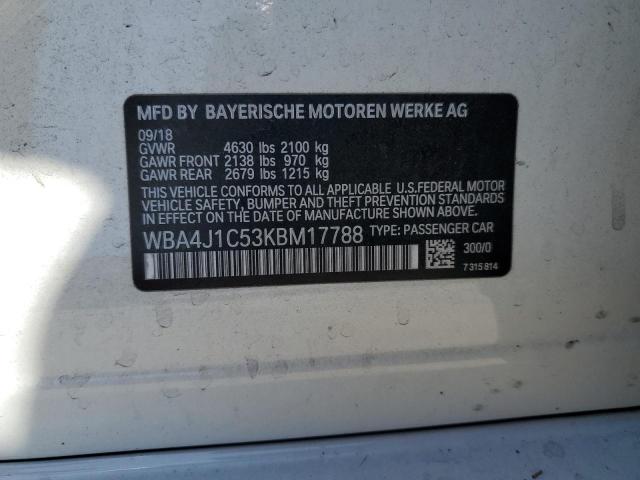 MFD BY BAYERISCHE MOTOREN WERKE AG
09/18
GVWR 4630 lbs 2100 kg
GAWR FRONT 2138 lbs 970 kg
GAWR REAR 2679 lbs 1215 kg
THIS VEHICLE CONFORMS TO ALL APPLICABLE U.S.FEDERAL MOTOR
VEHICLE SAFETY, BUMPER AND THEFT PREVENTION STANDARDS
IN EFFECT ON THE DATE OF MANUFACTURE SHOWN ABOVE.
WBA4J1C53KBM17788 TYPE: PASSENGER CAR
300/0
7315814